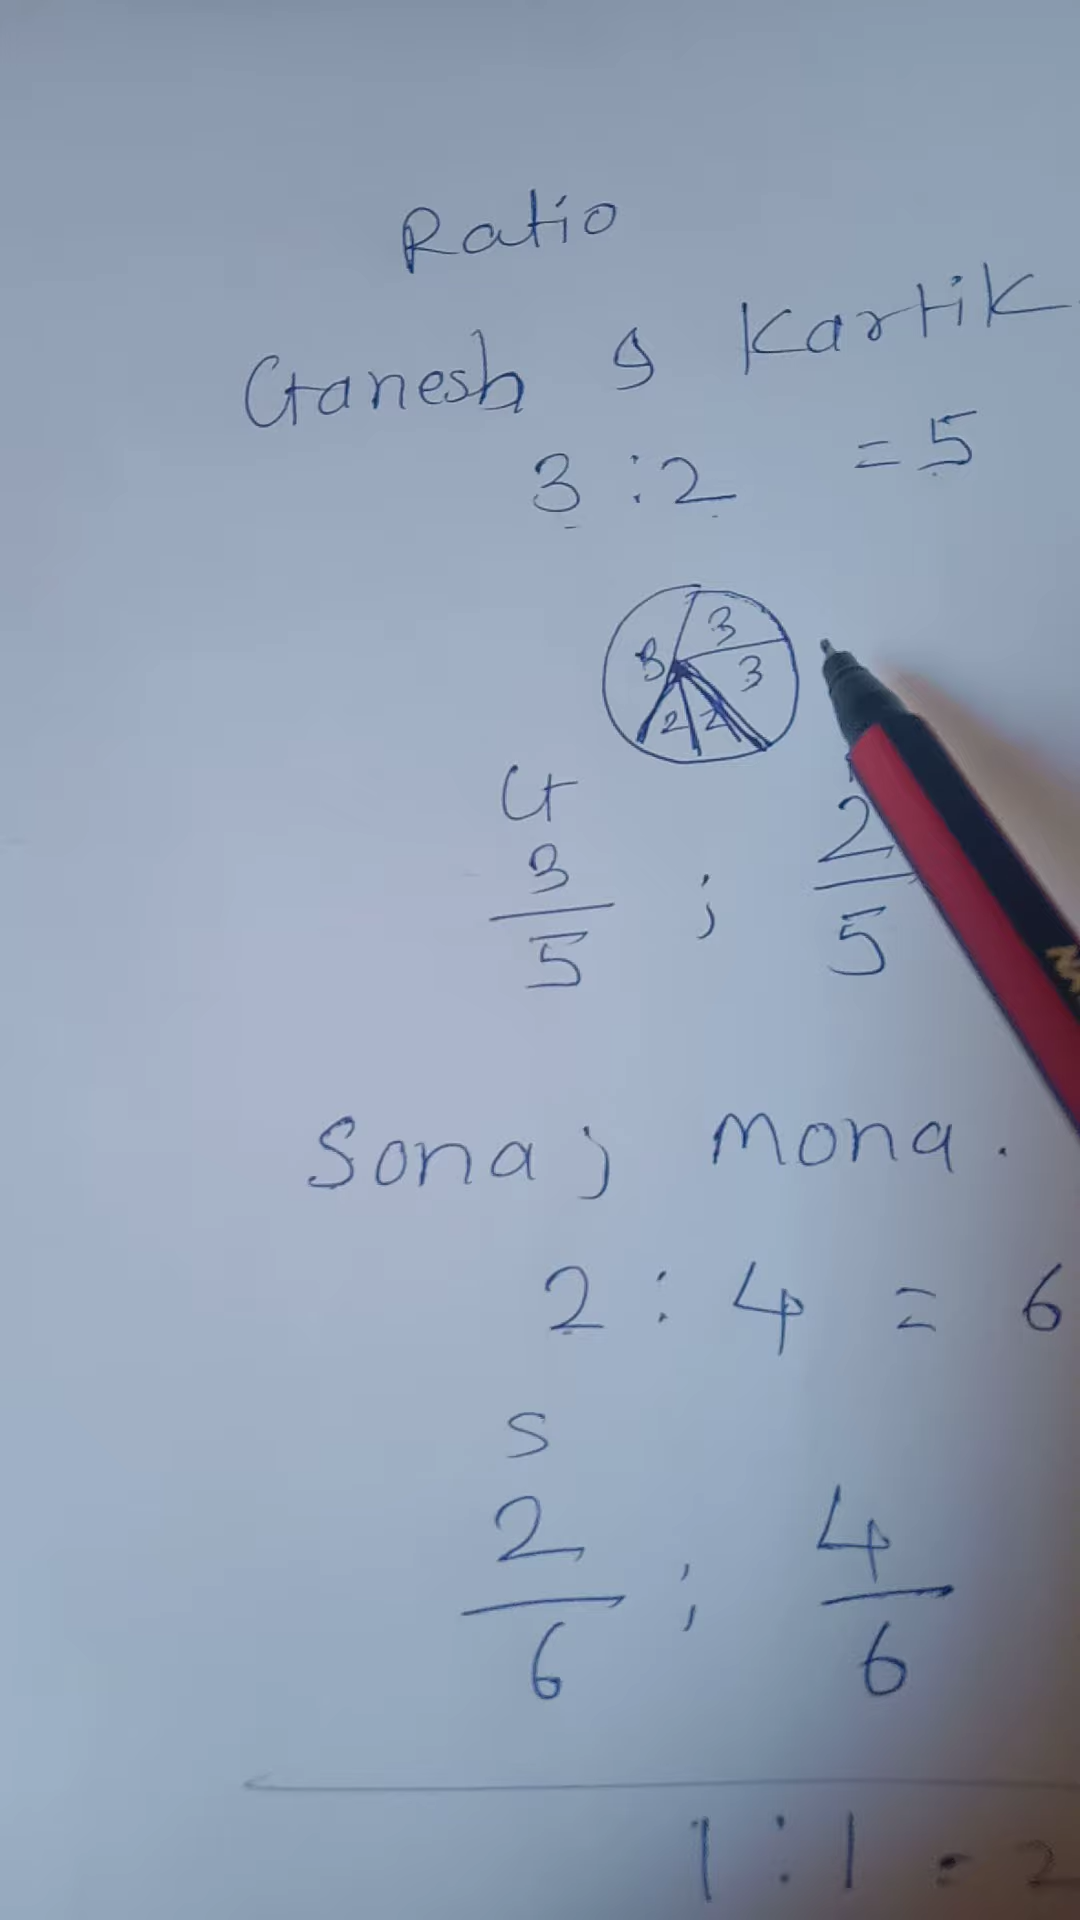 Ratio
Ganesh & Kartik
3 : 2 = 5
3 3
3
2 2
G
3/5 ; 2/5
Sona ; Mona.
2 : 4 = 6
S
2/6 ; 4/6
1 : 1 = 2